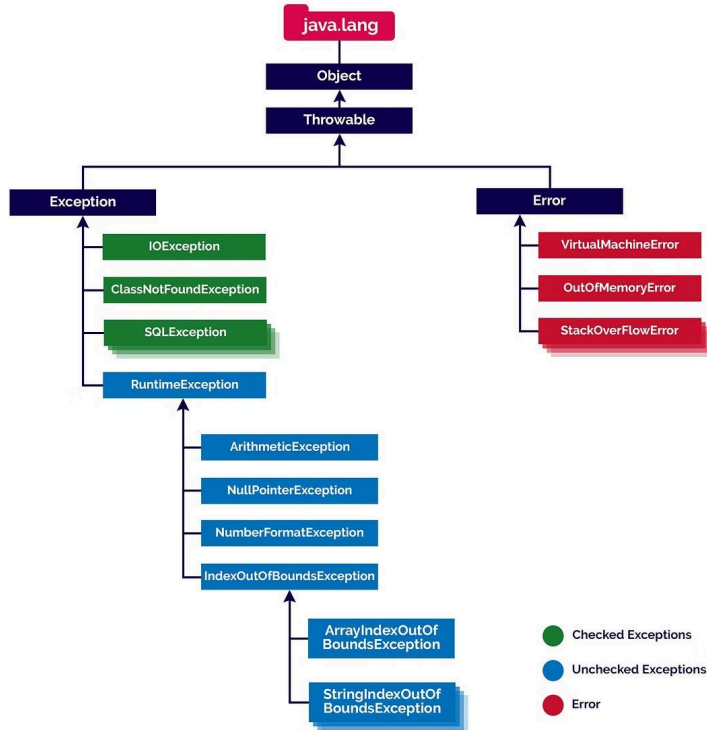 java.lang
Object
Throwable
Exception
Error
IOException
ClassNotFoundException
SQLException
RuntimeException
VirtualMachineError
OutOfMemoryError
StackOverFlowError
ArithmeticException
NullPointerException
NumberFormatException
IndexOutOfBoundsException
ArrayIndexOutOf
BoundsException
StringIndexOutOf
BoundsException
Checked Exceptions
Unchecked Exceptions
Error